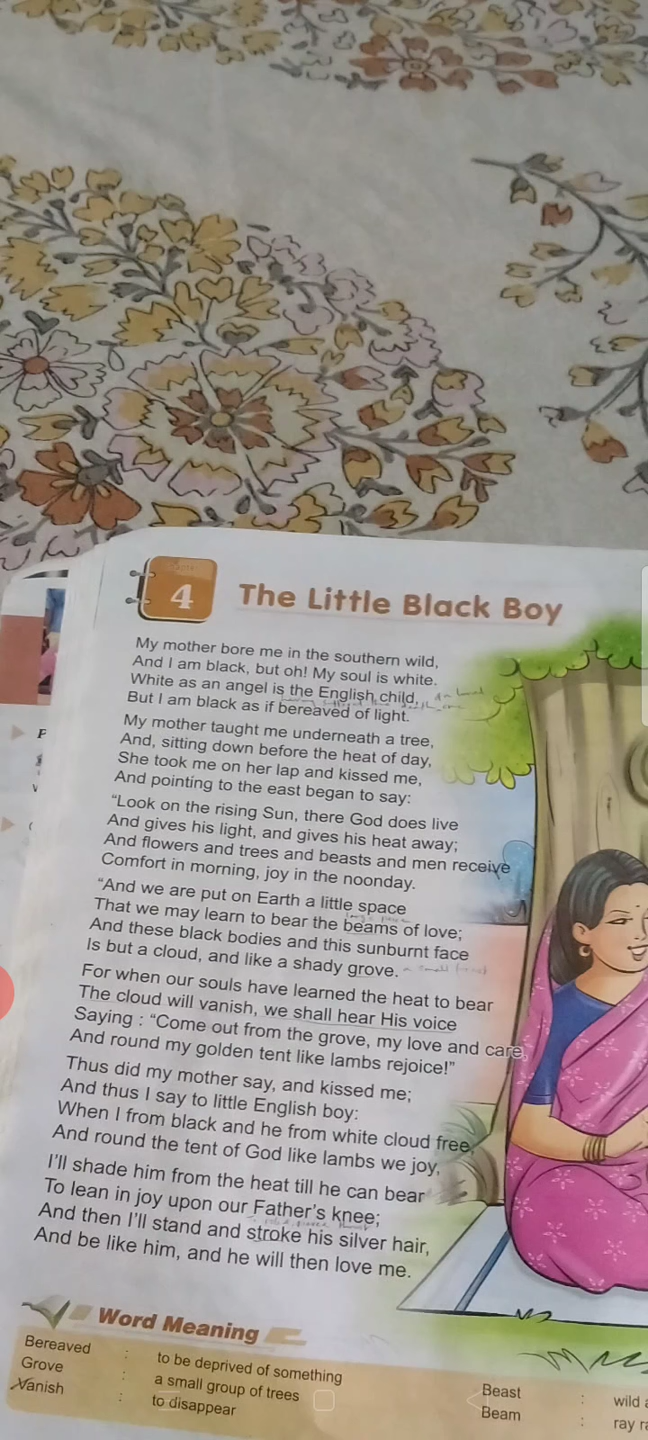 4
The Little Black Boy
My mother bore me in the southern wild,
And I am black, but oh! My soul is white.
White as an angel is the English child,
But I am black as if bereaved of light.
My mother taught me underneath a tree,
And, sitting down before the heat of day,
She took me on her lap and kissed me,
And pointing to the east began to say:
“Look on the rising Sun, there God does live
And gives his light, and gives his heat away;
And flowers and trees and beasts and men receive
Comfort in morning, joy in the noonday.
“And we are put on Earth a little space
That we may learn to bear the beams of love;
And these black bodies and this sunburnt face
Is but a cloud, and like a shady grove.
For when our souls have learned the heat to bear
The cloud will vanish, we shall hear His voice
Saying : “Come out from the grove, my love and care,
And round my golden tent like lambs rejoice!”
Thus did my mother say, and kissed me;
And thus I say to little English boy:
When I from black and he from white cloud free,
And round the tent of God like lambs we joy,
I’ll shade him from the heat till he can bear
To lean in joy upon our Father’s knee;
And then I’ll stand and stroke his silver hair,
And be like him, and he will then love me.
Word Meaning
Bereaved : to be deprived of something
Grove : a small group of trees
Vanish : to disappear
Beast : wild
Beam : ray